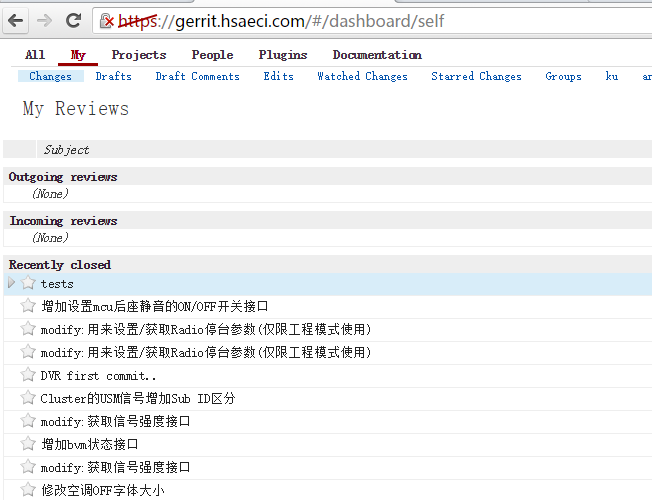 https://gerrit.hsaeci.com/#/dashboard/self
All My Projects People Plugins Documentation
Changes Drafts Draft Comments Edits Watched Changes Starred Changes Groups ku
My Reviews
Subject
Outgoing reviews
(None)
Incoming reviews
(None)
Recently closed
tests
增加设置mcu后座静音的ON/OFF开关接口
modify:用来设置/获取Radio停台参数(仅限工程模式使用)
modify:用来设置/获取Radio停台参数(仅限工程模式使用)
DVR first commit..
Cluster的USM信号增加Sub ID区分
modify:获取信号强度接口
增加bvm状态接口
modify:获取信号强度接口
修改空调OFF字体大小